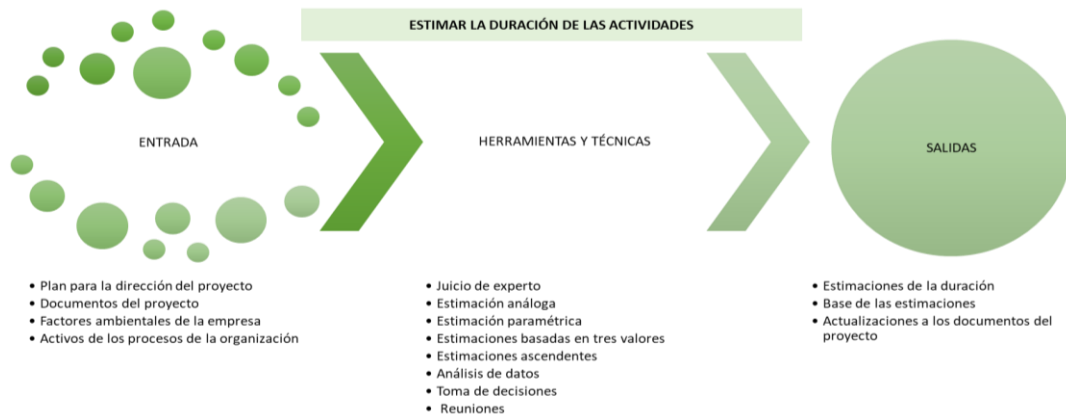 ESTIMAR LA DURACIÓN DE LAS ACTIVIDADES
ENTRADA
HERRAMIENTAS Y TÉCNICAS
SALIDAS
• Plan para la dirección del proyecto
• Documentos del proyecto
• Factores ambientales de la empresa
• Activos de los procesos de la organización
• Juicio de experto
• Estimación análoga
• Estimación paramétrica
• Estimaciones basadas en tres valores
• Estimaciones ascendentes
• Análisis de datos
• Toma de decisiones
• Reuniones
• Estimaciones de la duración
• Base de las estimaciones
• Actualizaciones a los documentos del
proyecto